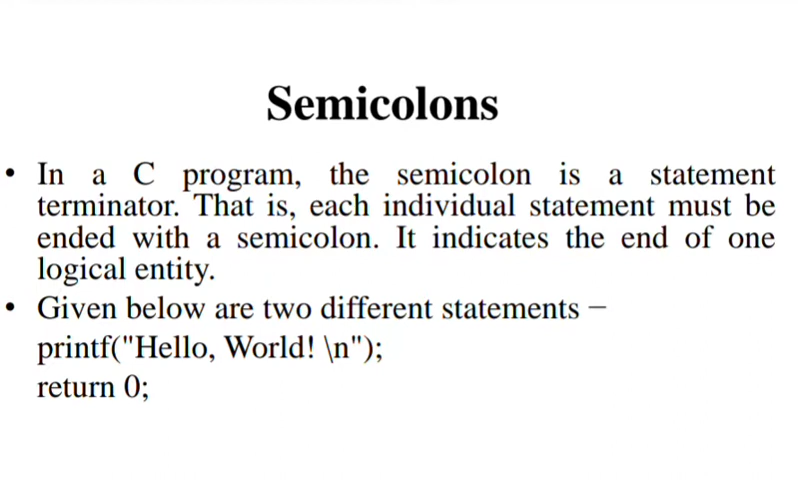 Semicolons
• In a C program, the semicolon is a statement
terminator. That is, each individual statement must be
ended with a semicolon. It indicates the end of one
logical entity.
• Given below are two different statements −
printf("Hello, World! \n");
return 0;